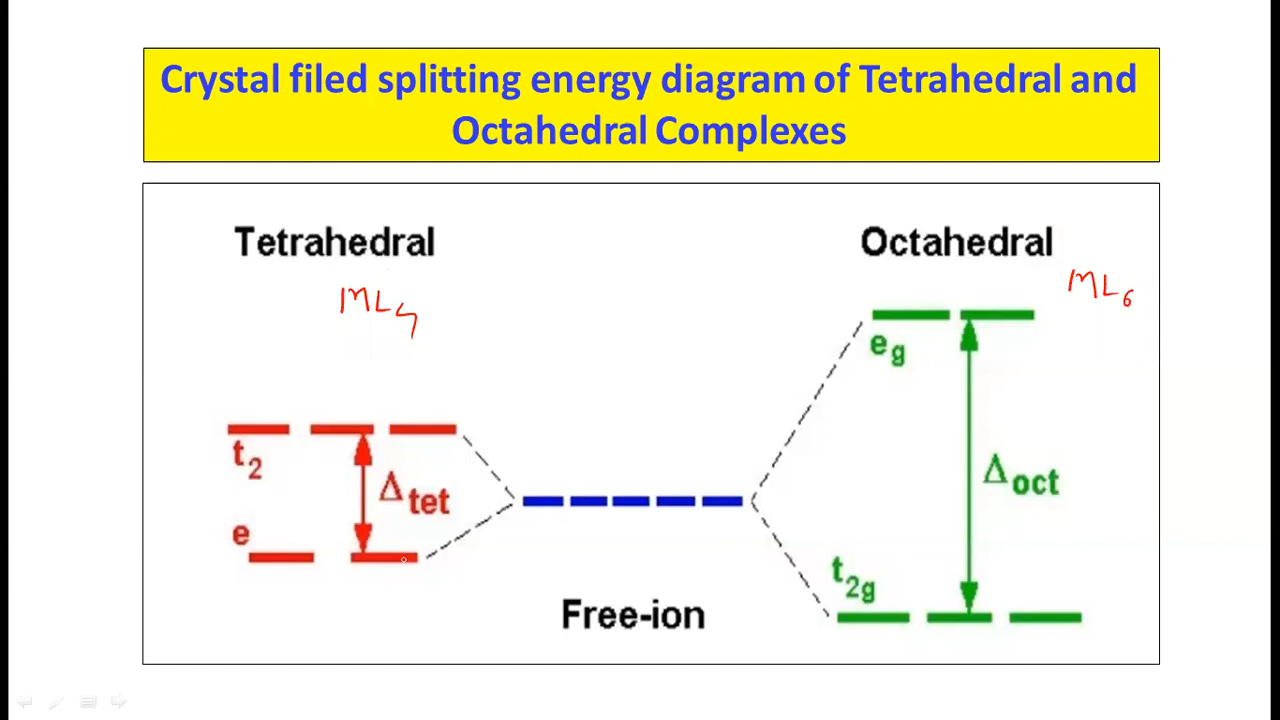 Crystal filed splitting energy diagram of Tetrahedral and
Octahedral Complexes
Tetrahedral
Octahedral
ML4
ML6
eg
t2
Δtet
Δoct
e
t2g
Free-ion